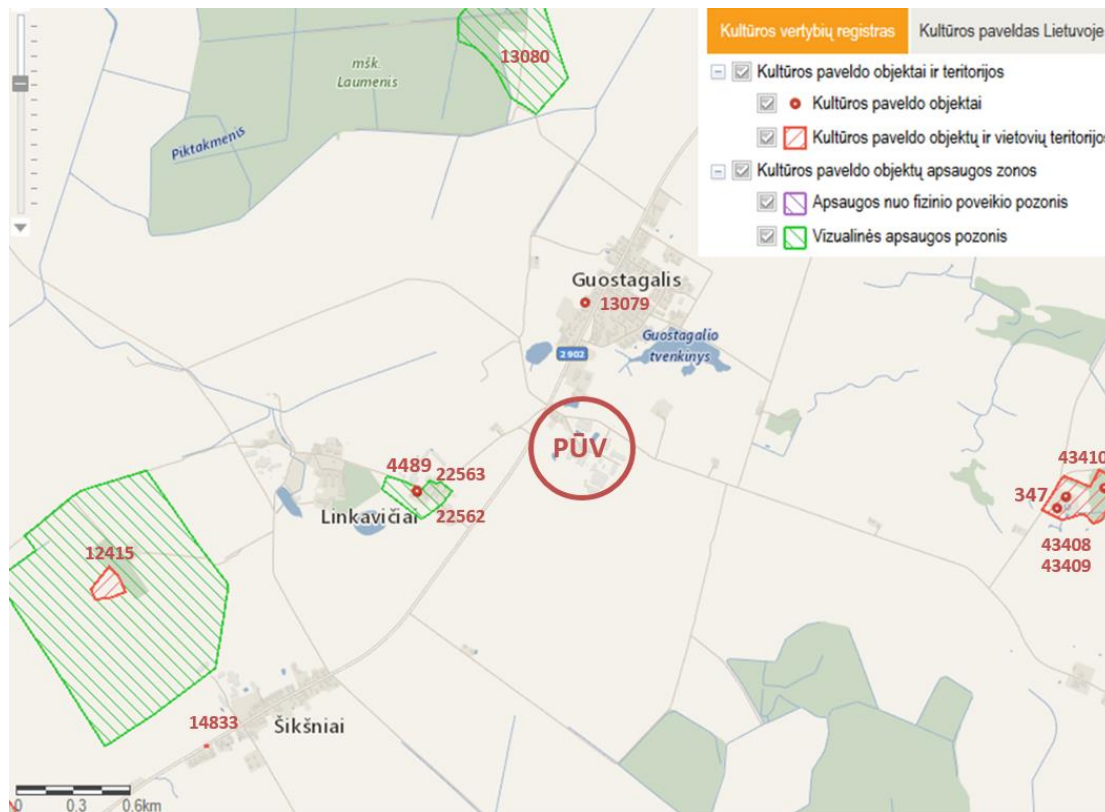 Kultūros vertybių registras
Kultūros paveldas Lietuvoje
Kultūros paveldo objektai ir teritorijos
Kultūros paveldo objektai
Kultūros paveldo objektų ir vietovių teritorijos
Kultūros paveldo objektų apsaugos zonos
Apsaugos nuo fizinio poveikio pozonis
Vizualinės apsaugos pozonis
13080
mšk.
Laumenis
Piktakmenis
Guostagalis
13079
Guostagalio
tvenkinys
2 902
PŪV
4489
22563
22562
Linkavičiai
43410
347
43408
43409
12415
14833
Šikšniai
0 0.3 0.6km